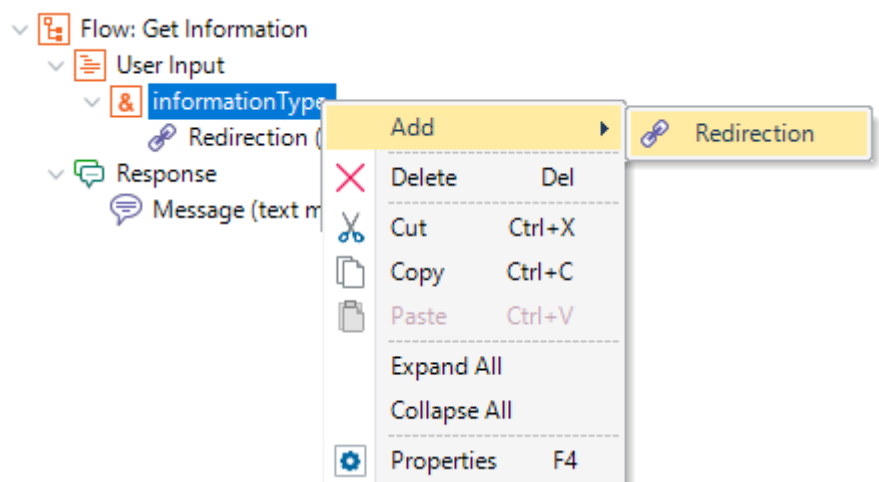 Flow: Get Information
User Input
& informationType
Redirection (
Response
Message (text m
Add
Redirection
Delete Del
Cut Ctrl+X
Copy Ctrl+C
Paste Ctrl+V
Expand All
Collapse All
Properties F4